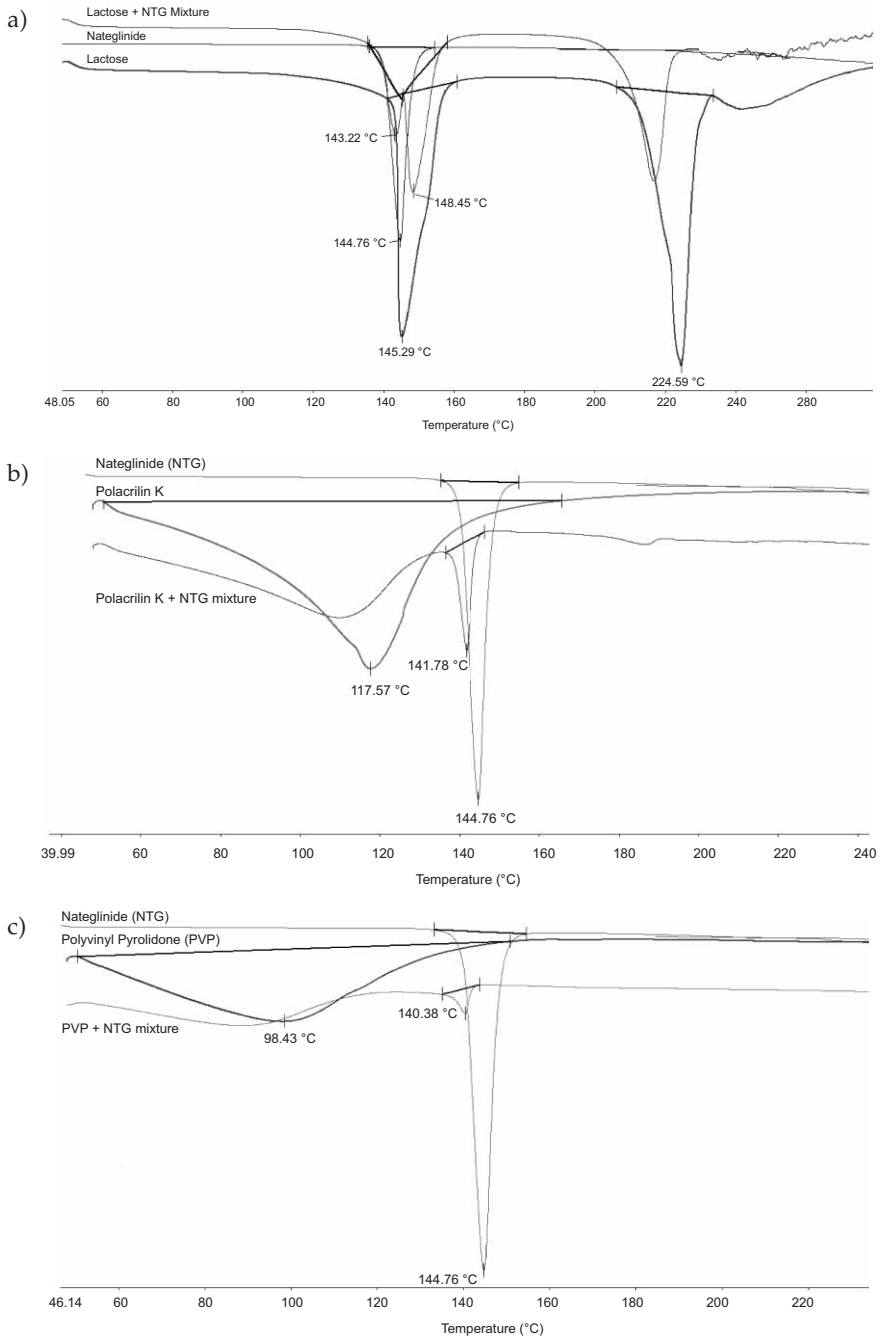 a)
Lactose + NTG Mixture
Nateglinide
Lactose
143.22 °C
148.45 °C
144.76 °C
145.29 °C
224.59 °C
48.05 60 80 100 120 140 160 200 220 240 280
Temperature (°C)
b)
Nateglinide (NTG)
Polacrilin K
Polacrilin K + NTG mixture
141.78 °C
117.57 °C
144.76 °C
39.99 60 80 100 120 140 160 180 200 220 240
Temperature (°C)
c)
Nateglinide (NTG)
Polyvinyl Pyrolidone (PVP)
PVP + NTG mixture
140.38 °C
98.43 °C
144.76 °C
46.14 60 100 120 140 160 180 200 220
Temperature (°C)